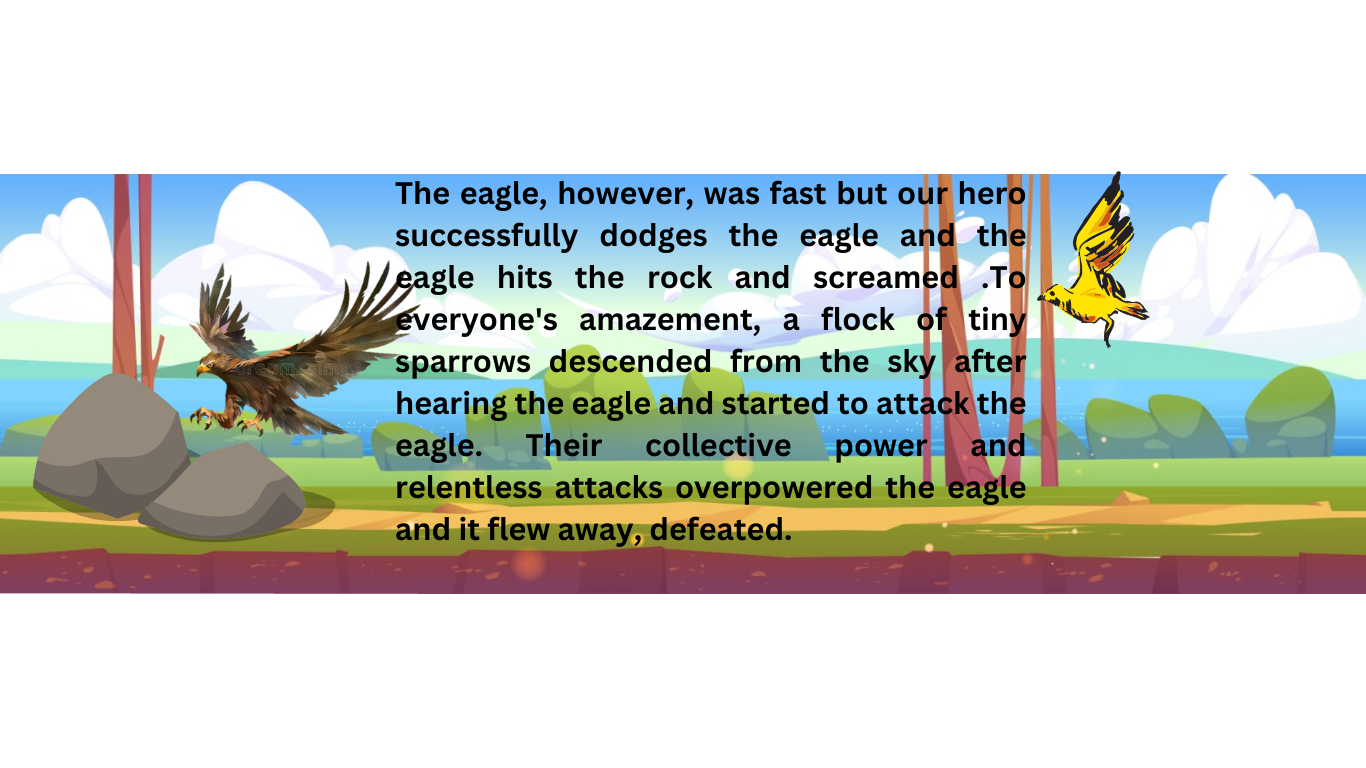 The eagle, however, was fast but our hero
successfully dodges the eagle and the
eagle hits the rock and screamed .To
everyone's amazement, a flock of tiny
sparrows descended from the sky after
hearing the eagle and started to attack the
eagle. Their collective power and
relentless attacks overpowered the eagle
and it flew away, defeated.